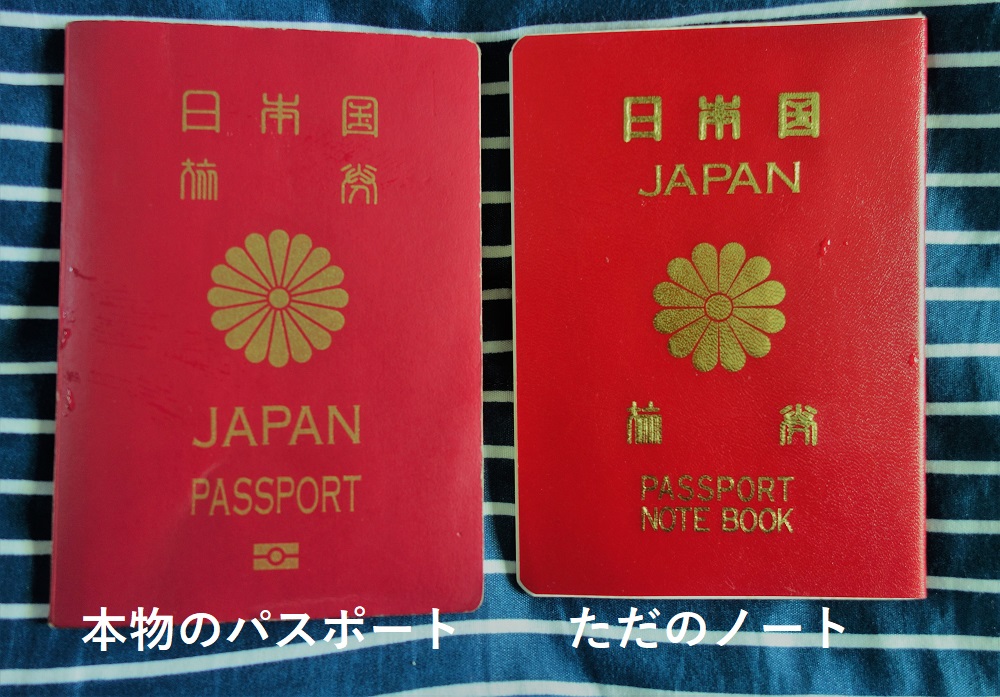 日本国
旅券
JAPAN
PASSPORT
日本国
JAPAN
旅券
PASSPORT
NOTE BOOK
本物のパスポート
ただのノート